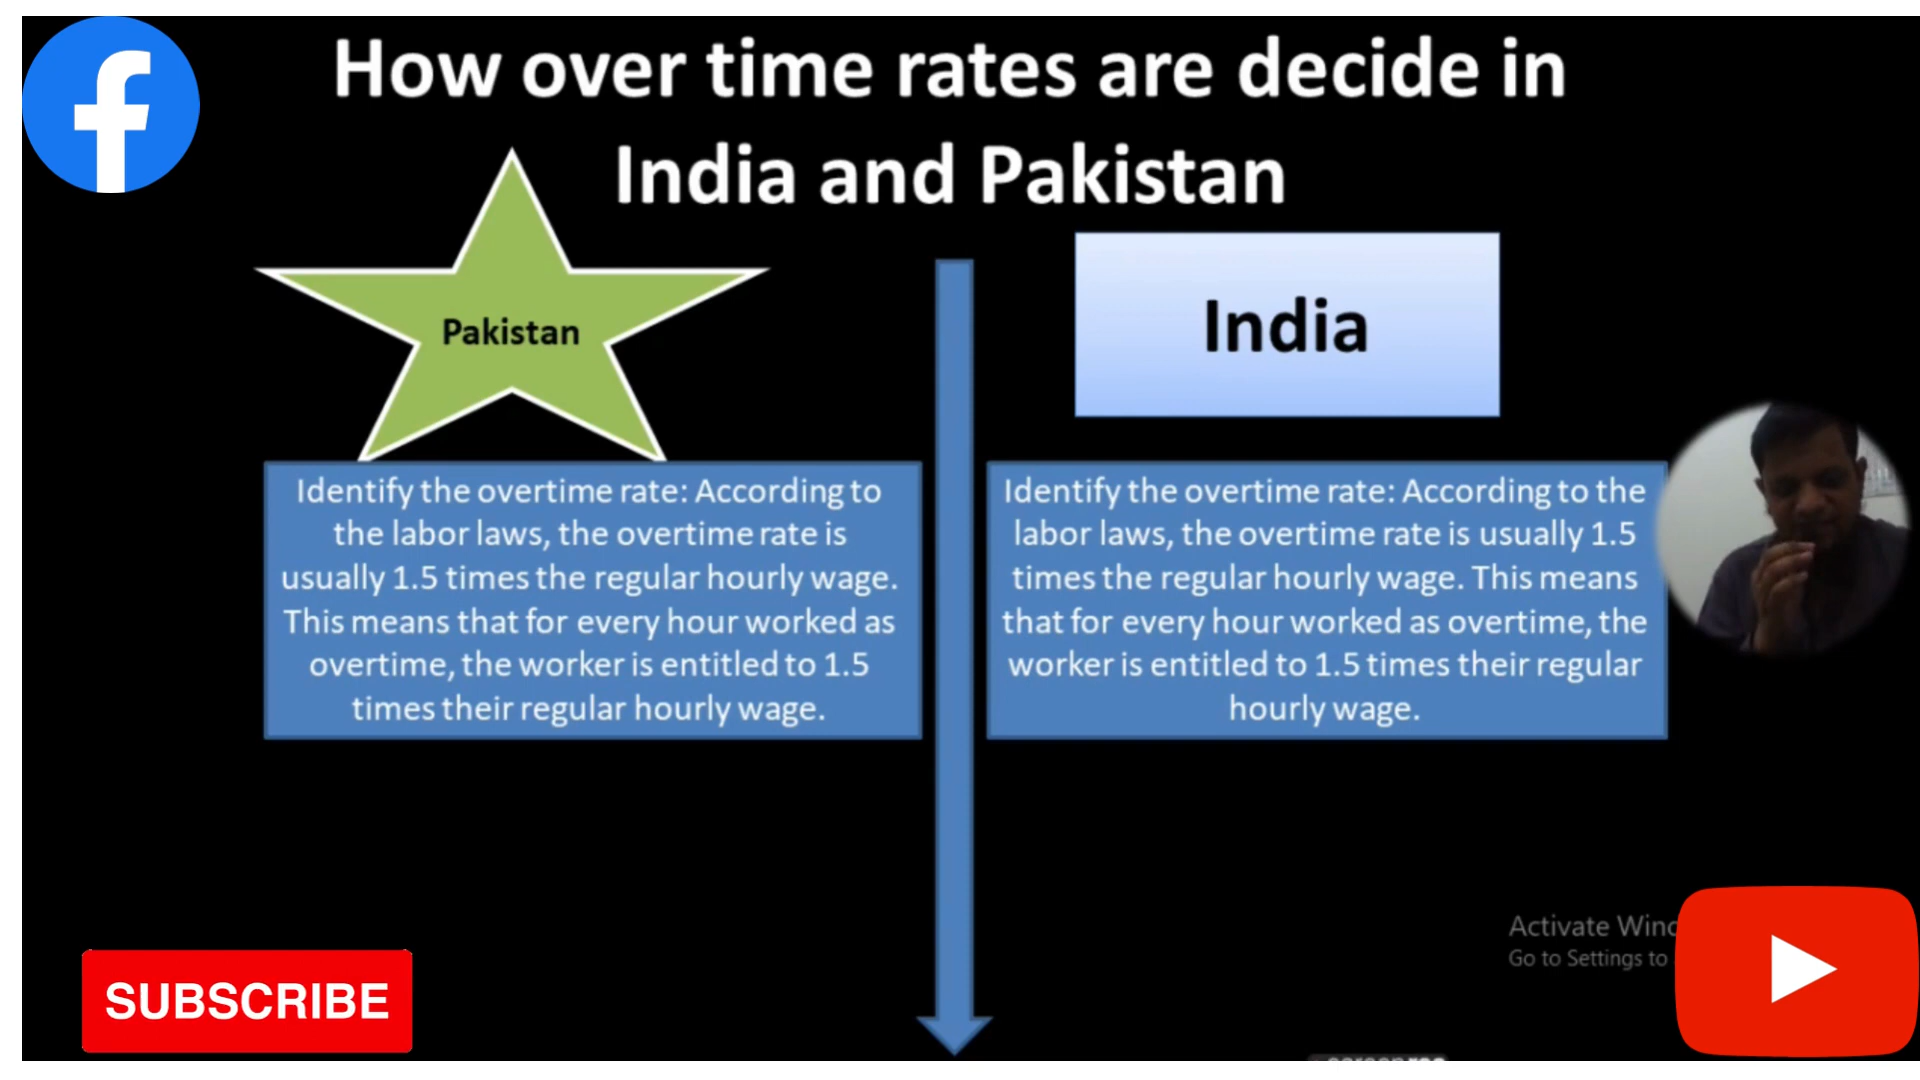 How over time rates are decide in
India and Pakistan
Pakistan
India
Identify the overtime rate: According to
the labor laws, the overtime rate is
usually 1.5 times the regular hourly wage.
This means that for every hour worked as
overtime, the worker is entitled to 1.5
times their regular hourly wage.
Identify the overtime rate: According to the
labor laws, the overtime rate is usually 1.5
times the regular hourly wage. This means
that for every hour worked as overtime, the
worker is entitled to 1.5 times their regular
hourly wage.
Activate
Go to Settings to
SUBSCRIBE